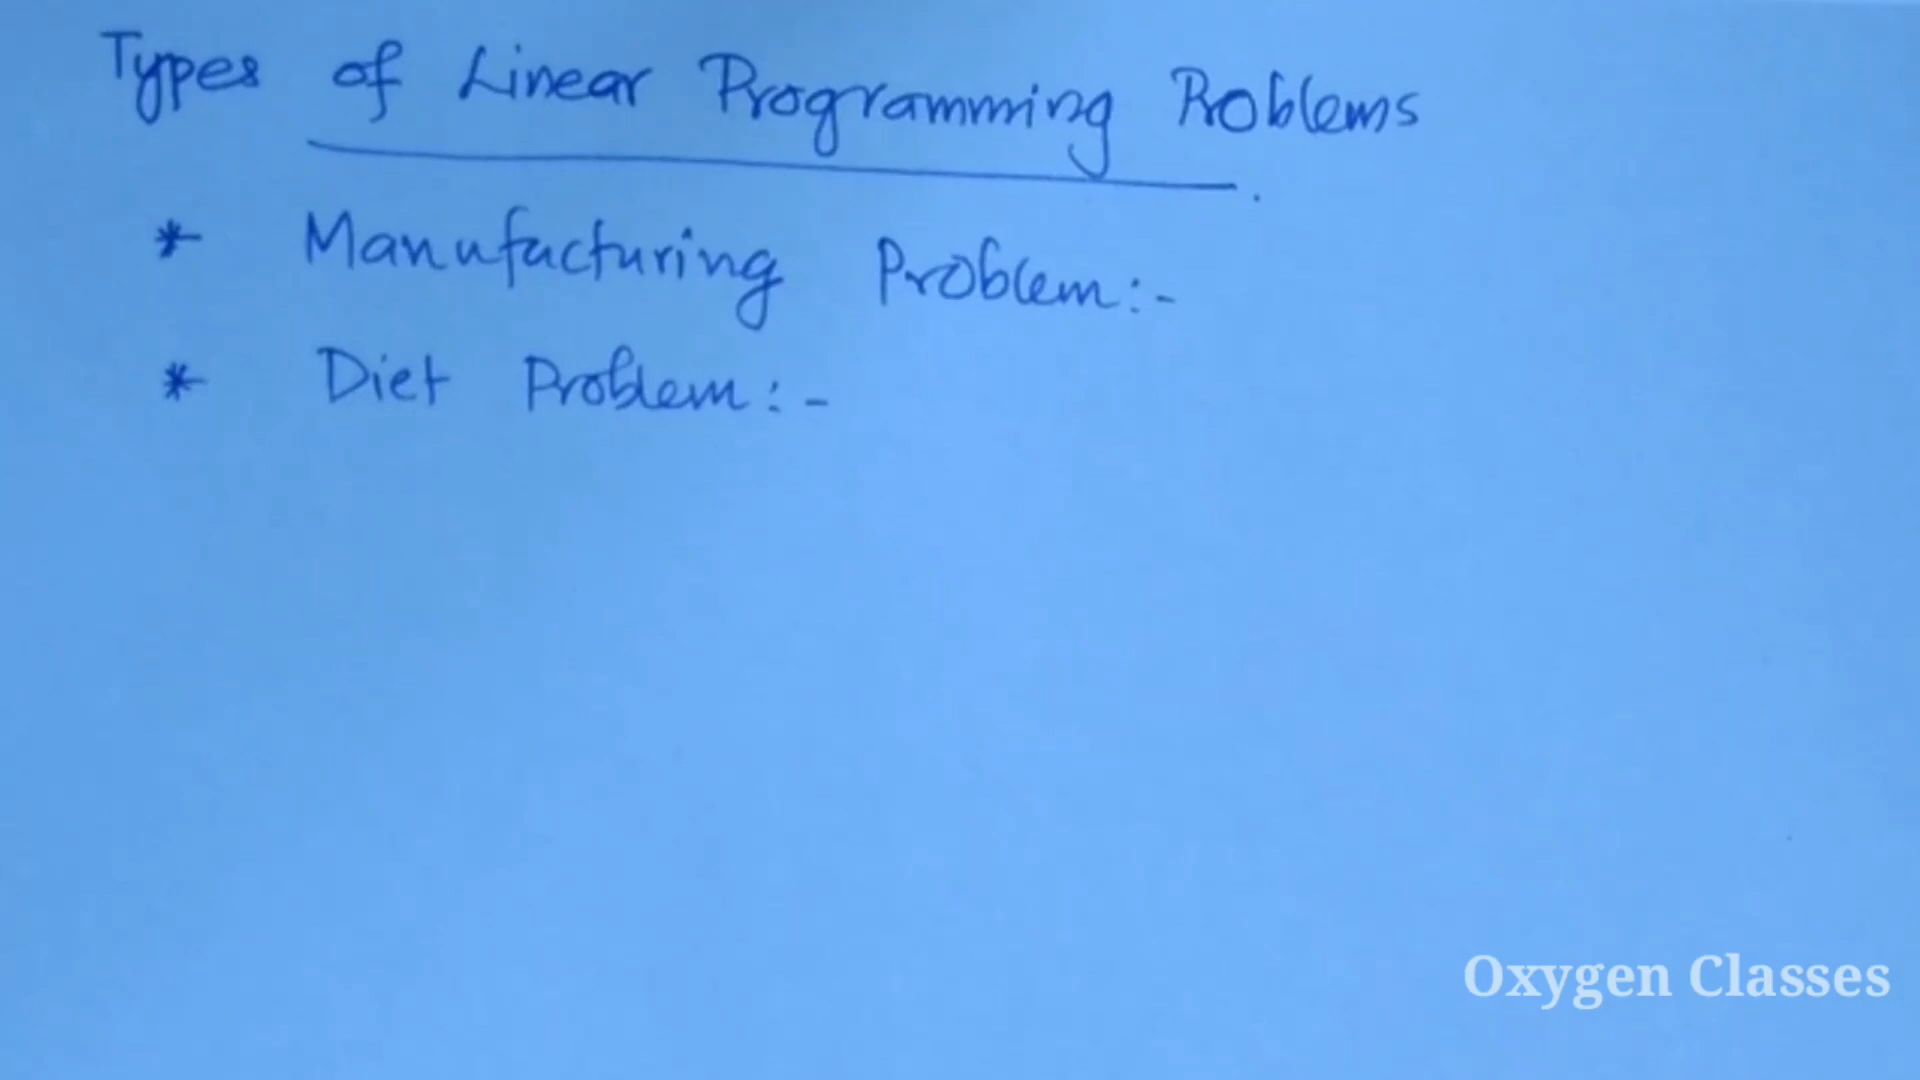 Types of Linear Programming Problems
* Manufacturing Problem:-
* Diet Problem:-
Oxygen Classes